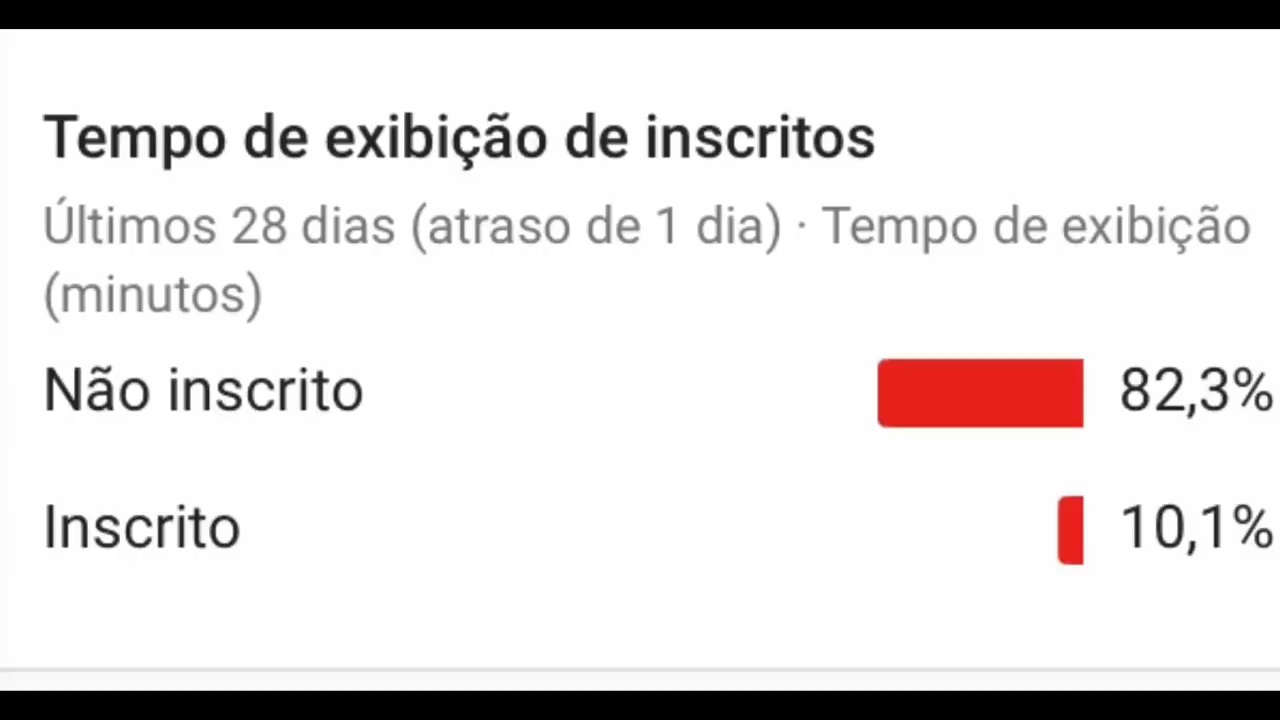 Tempo de exibição de inscritos
Últimos 28 dias (atraso de 1 dia) · Tempo de exibição
(minutos)
Não inscrito 82,3%
Inscrito 10,1%